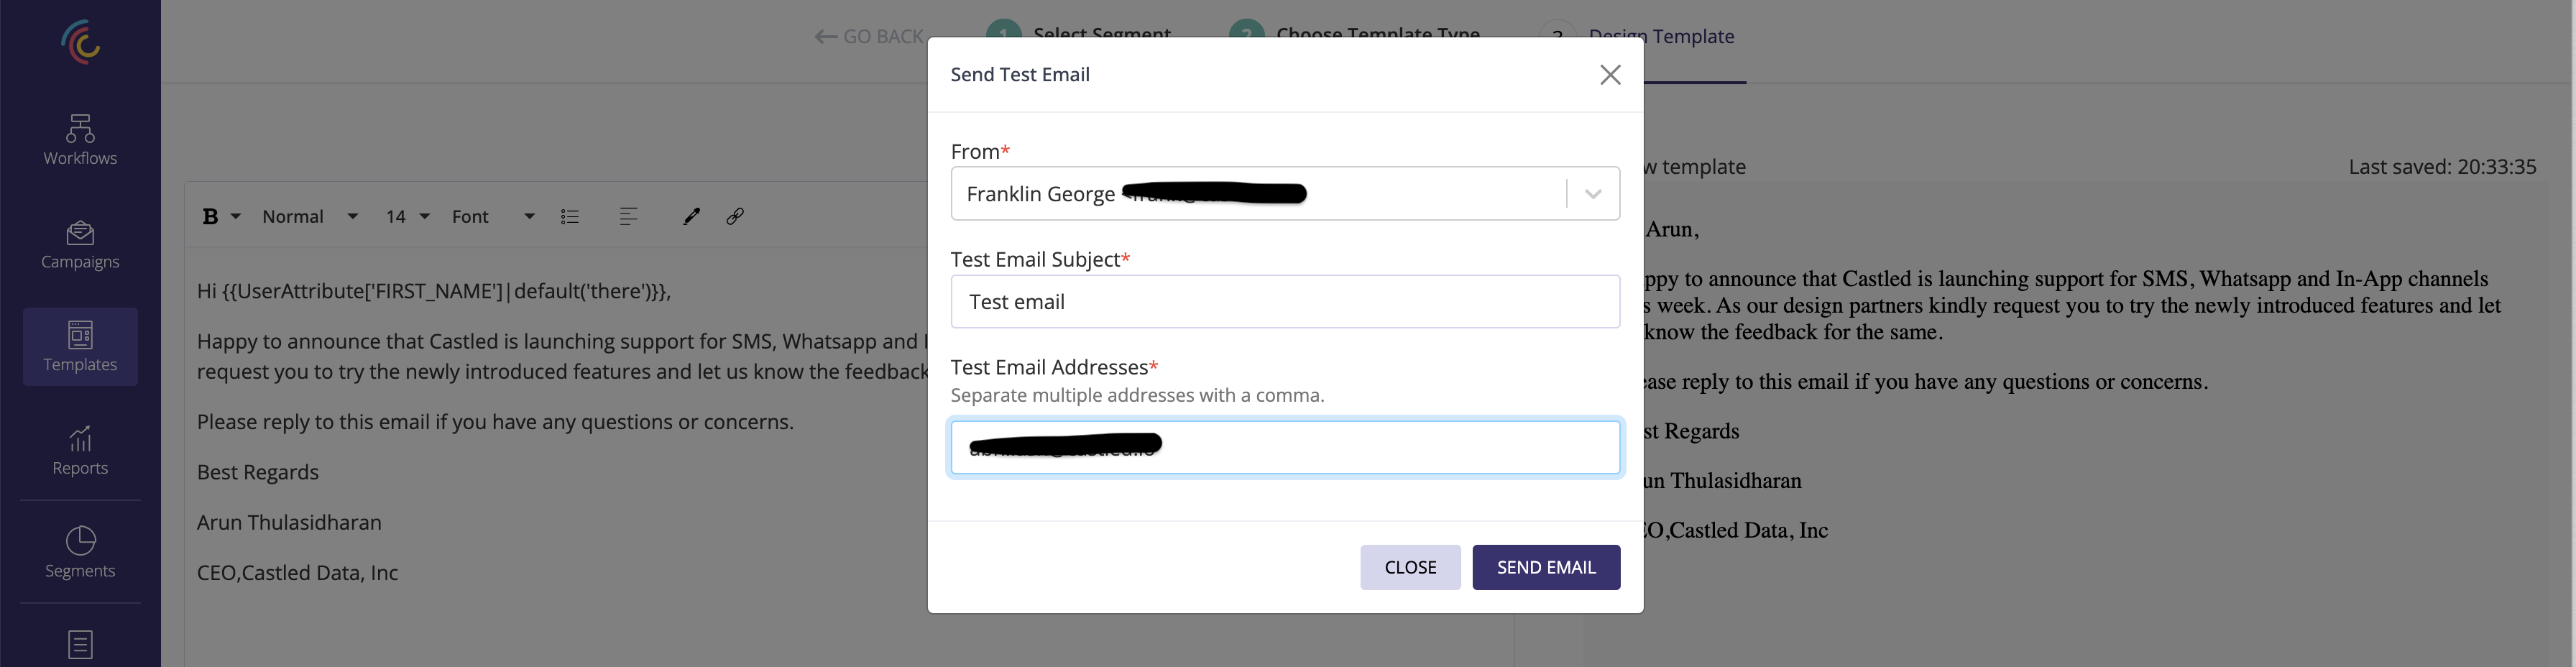 GO BACK
1 Select Segment
2 Choose Template Type
3 Design Template
Workflows
Campaigns
Templates
Reports
Segments
B Normal 14 Font
Hi {{UserAttribute['FIRST_NAME']|default('there')}},
Happy to announce that Castled is launching support for SMS, Whatsapp and
request you to try the newly introduced features and let us know the feedback
Please reply to this email if you have any questions or concerns.
Best Regards
Arun Thulasidharan
CEO,Castled Data, Inc
Send Test Email
From*
Franklin George
Test Email Subject*
Test email
Test Email Addresses*
Separate multiple addresses with a comma.
CLOSE
SEND EMAIL
template
Last saved: 20:33:35
Arun,
to announce that Castled is launching support for SMS, Whatsapp and In-App channels
week. As our design partners kindly request you to try the newly introduced features and let
know the feedback for the same.
reply to this email if you have any questions or concerns.
Regards
Thulasidharan
Castled Data, Inc